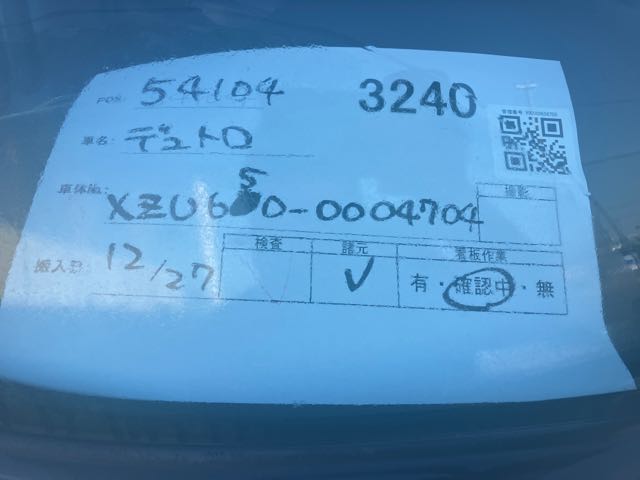 POS: 54104
3240
車名: デュトロ
車体No: XZU650-0004704
撮影
搬入日: 12/27
検査 諸元 看板作業
✓ 有・確認中・無